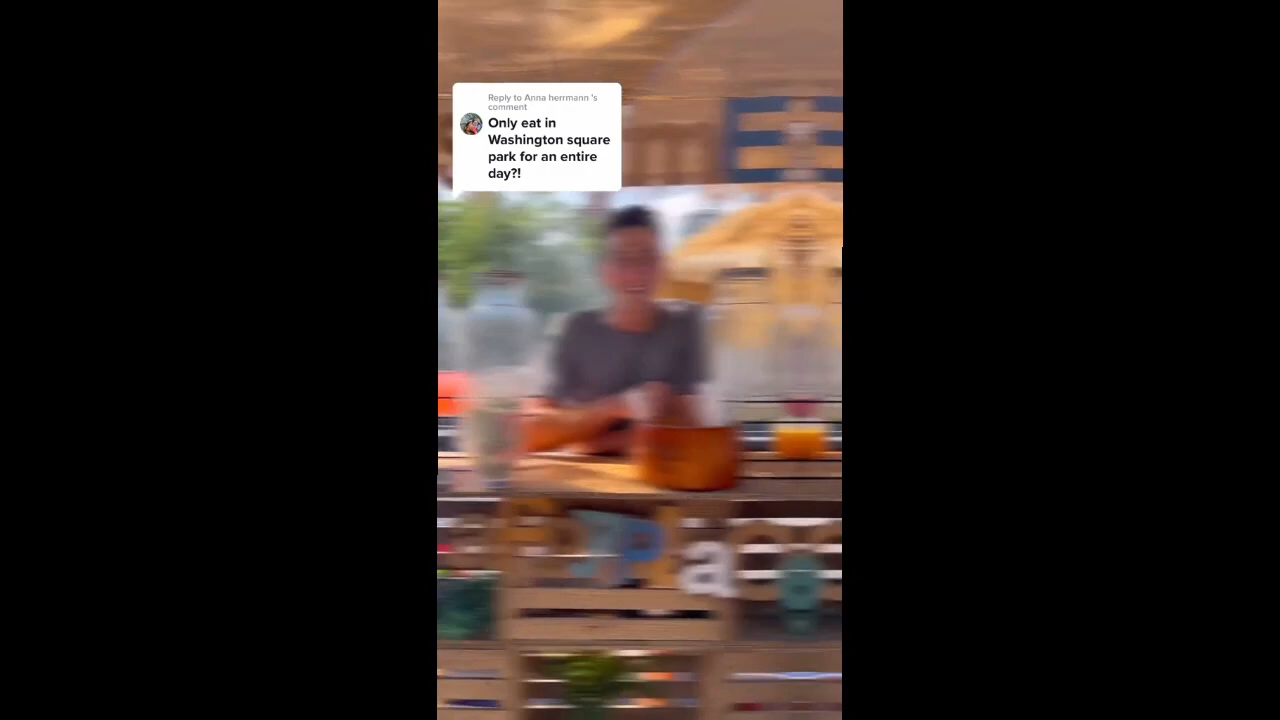 Reply to Anna herrmann 's
comment
Only eat in
Washington square
park for an entire
day?!